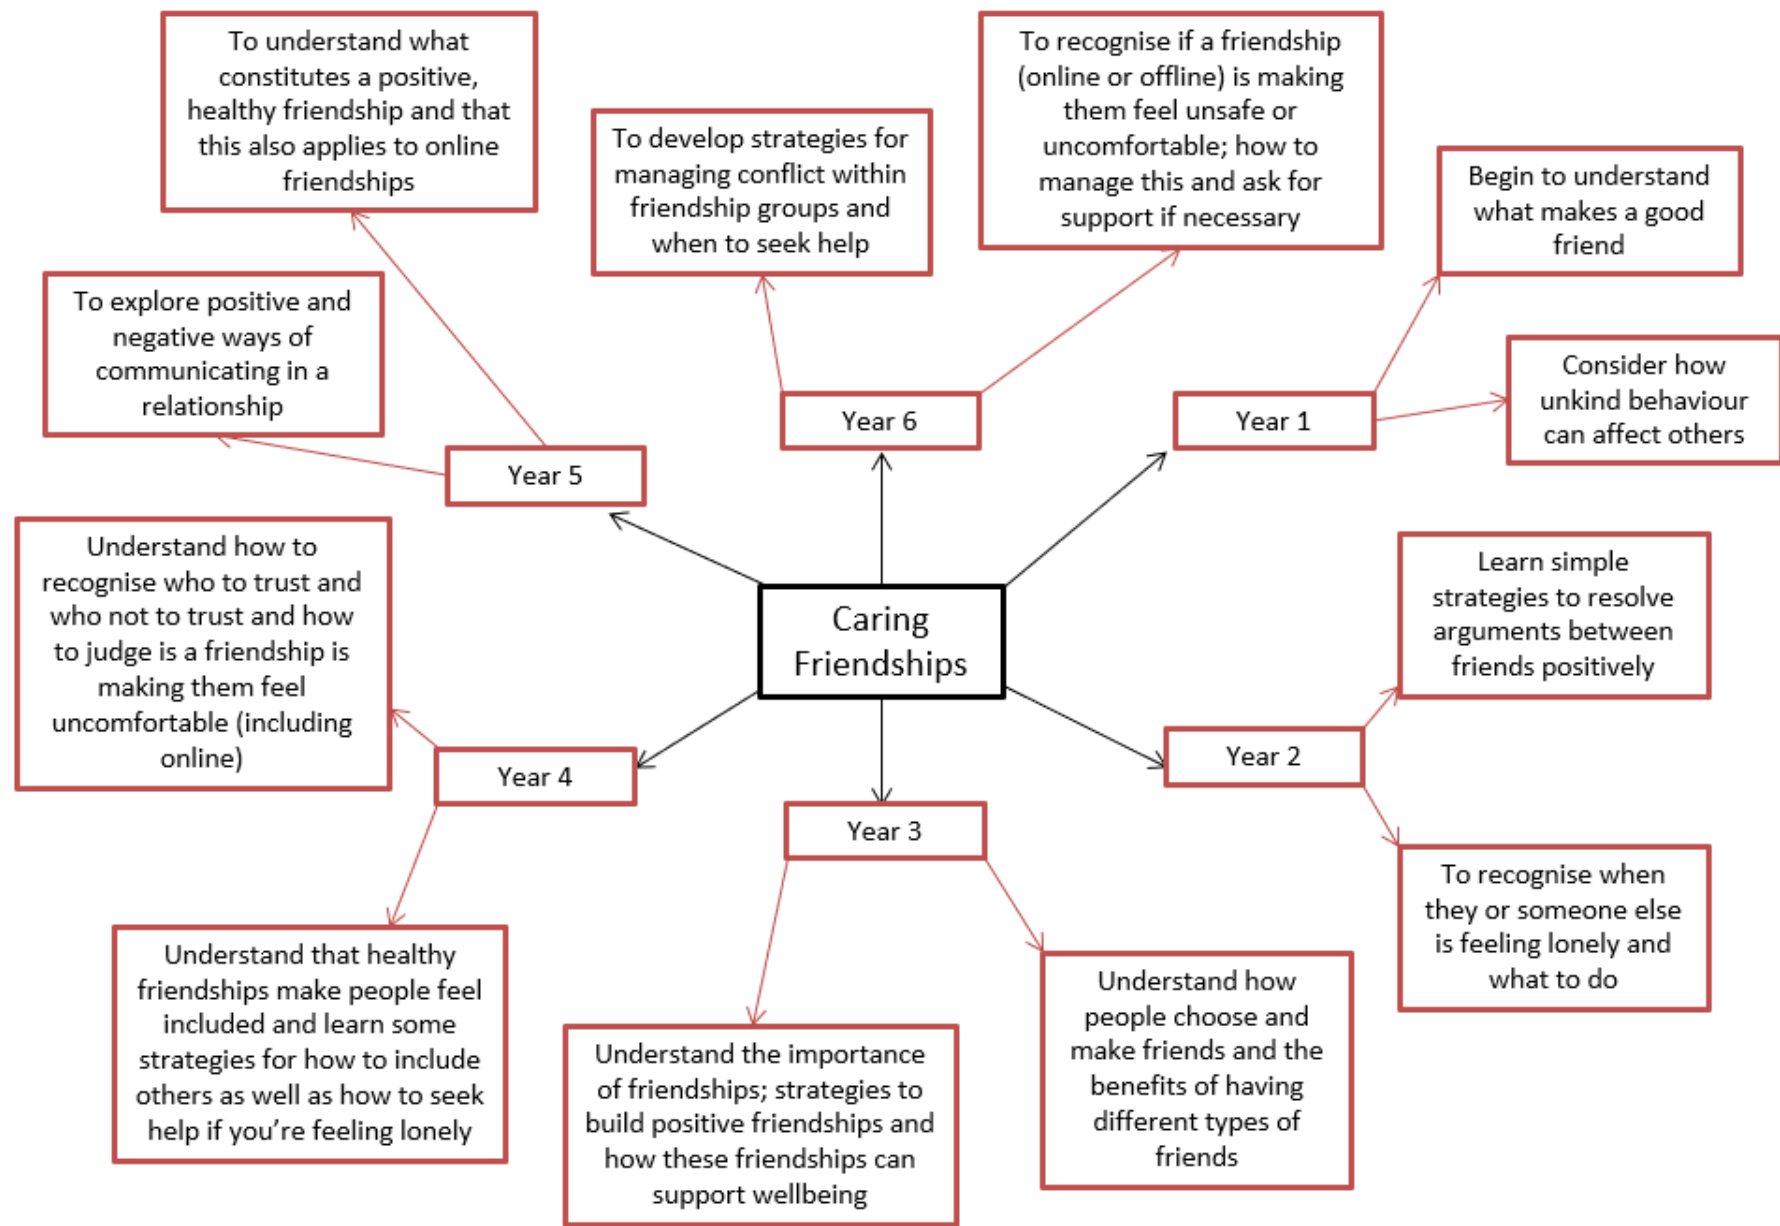 To understand what
constitutes a positive,
healthy friendship and that
this also applies to online
friendships
To recognise if a friendship
(online or offline) is making
them feel unsafe or
uncomfortable; how to
manage this and ask for
support if necessary
To develop strategies for
managing conflict within
friendship groups and
when to seek help
Begin to understand
what makes a good
friend
To explore positive and
negative ways of
communicating in a
relationship
Consider how
unkind behaviour
can affect others
Year 6
Year 1
Year 5
Understand how to
recognise who to trust and
who not to trust and how
to judge is a friendship is
making them feel
uncomfortable (including
online)
Caring
Friendships
Learn simple
strategies to resolve
arguments between
friends positively
Year 4
Year 2
Year 3
To recognise when
they or someone else
is feeling lonely and
what to do
Understand that healthy
friendships make people feel
included and learn some
strategies for how to include
others as well as how to seek
help if you’re feeling lonely
Understand the importance
of friendships; strategies to
build positive friendships and
how these friendships can
support wellbeing
Understand how
people choose and
make friends and the
benefits of having
different types of
friends